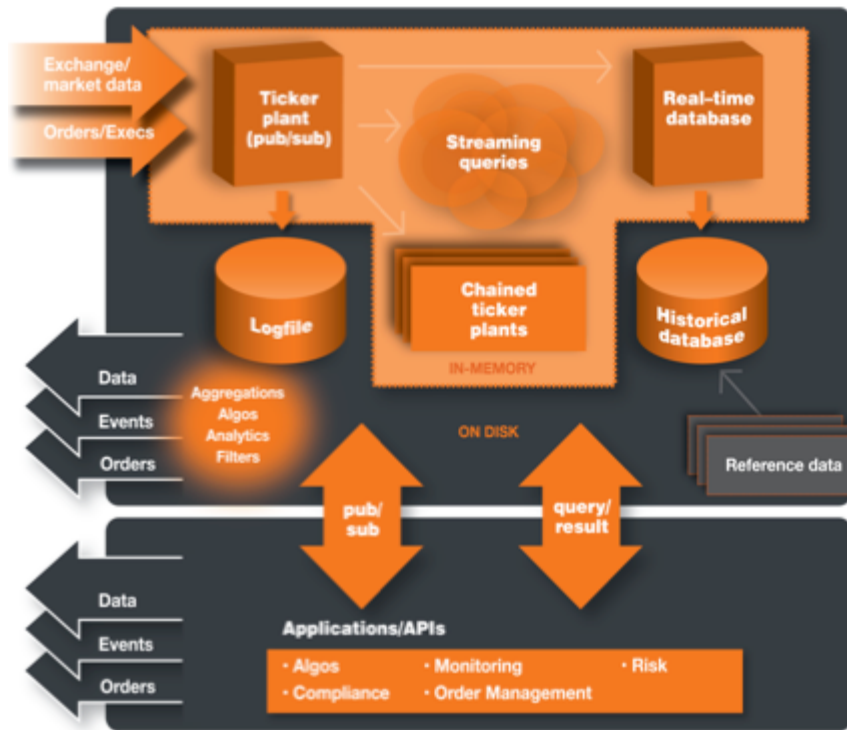 Exchange/
market data
Orders/Execs
Ticker
plant
(pub/sub)
Streaming
queries
Real-time
database
Logfile
Chained
ticker
plants
Historical
database
IN-MEMORY
Data
Events
Orders
Aggregations
Algos
Analytics
Filters
ON DISK
Reference data
pub/
sub
query/
result
Data
Events
Orders
Applications/APIs
• Algos • Monitoring • Risk
• Compliance • Order Management